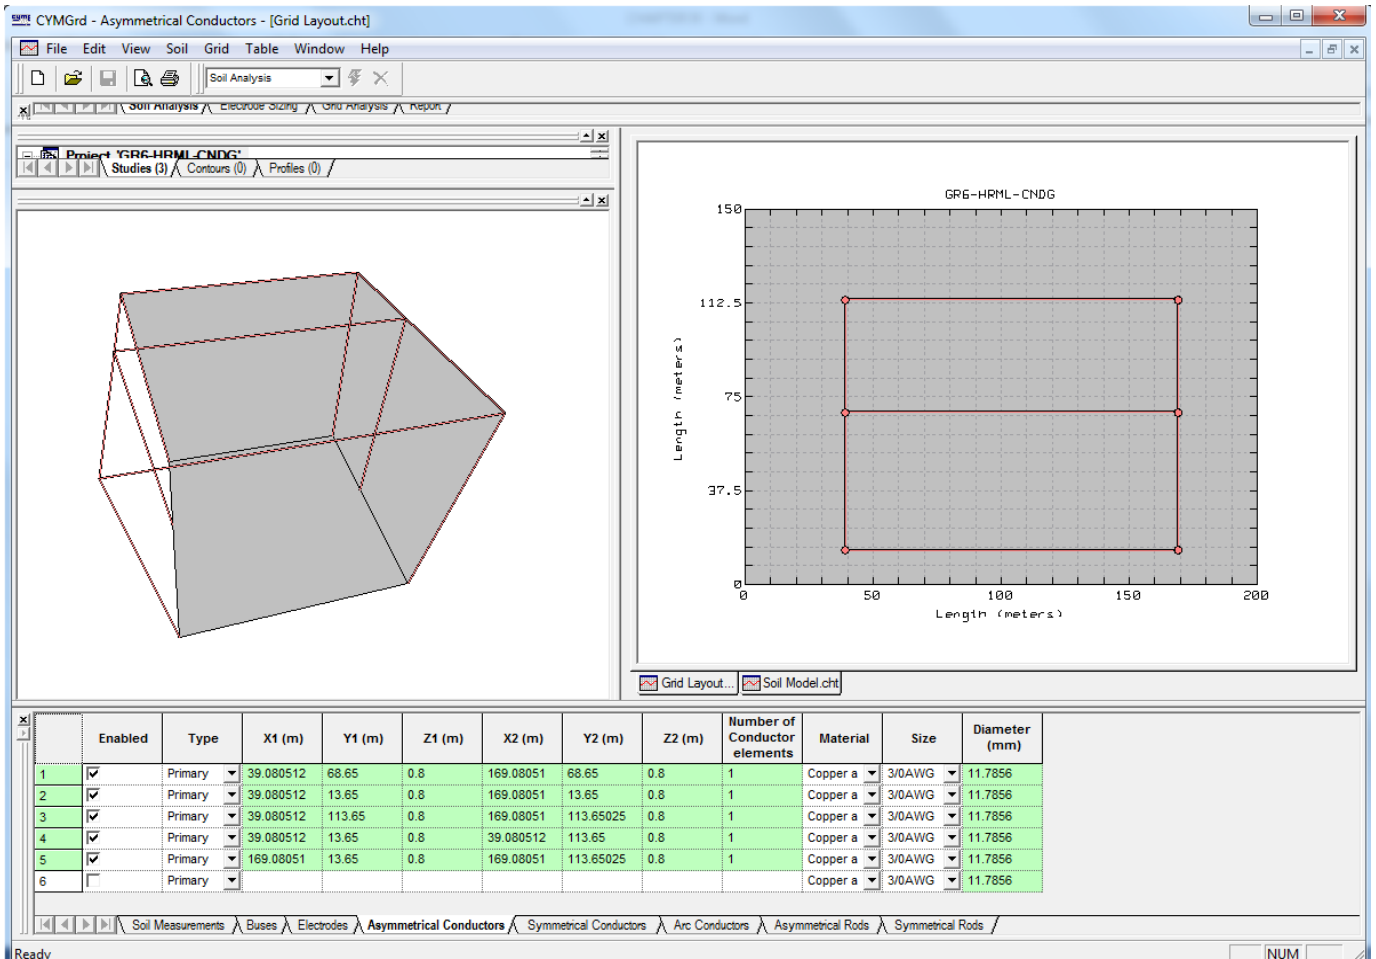 CYMGrd - Asymmetrical Conductors - [Grid Layout.cht]
File Edit View Soil Grid Table Window Help
Soil Analysis
Soil Analysis Electrode Sizing Grid Analysis Report
Project 'GR6-HRML-CNDG'
Studies (3) Contours (0) Profiles (0)
GR6-HRML-CNDG
150
112.5
75
37.5
0
Length (meters)
0 50 100 150 200
Length (meters)
Grid Layout... Soil Model.cht
Enabled Type X1 (m) Y1 (m) Z1 (m) X2 (m) Y2 (m) Z2 (m) Number of Conductor elements Material Size Diameter (mm)
1 Primary 39.080512 68.65 0.8 169.08051 68.65 0.8 1 Copper a 3/0AWG 11.7856
2 Primary 39.080512 13.65 0.8 169.08051 13.65 0.8 1 Copper a 3/0AWG 11.7856
3 Primary 39.080512 113.65 0.8 169.08051 113.65025 0.8 1 Copper a 3/0AWG 11.7856
4 Primary 39.080512 13.65 0.8 39.080512 113.65 0.8 1 Copper a 3/0AWG 11.7856
5 Primary 169.08051 13.65 0.8 169.08051 113.65025 0.8 1 Copper a 3/0AWG 11.7856
6 Primary Copper a 3/0AWG 11.7856
Soil Measurements Buses Electrodes Asymmetrical Conductors Symmetrical Conductors Arc Conductors Asymmetrical Rods Symmetrical Rods
Ready NUM